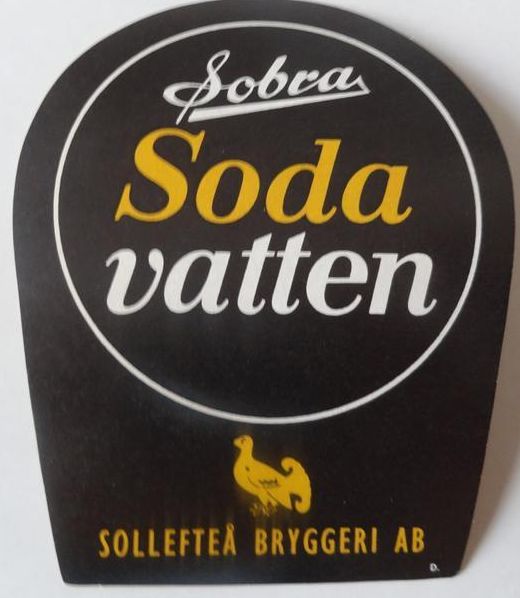 Sobra
Soda
vatten
SOLLEFTEÅ BRYGGERI AB
D.